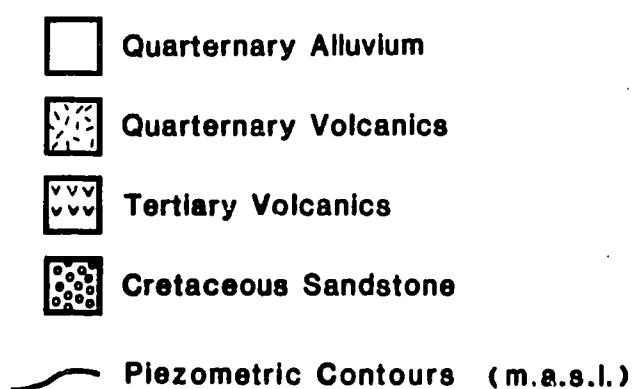 Quarternary Alluvium
Quarternary Volcanics
Tertiary Volcanics
Cretaceous Sandstone
Piezometric Contours (m.a.s.l.)